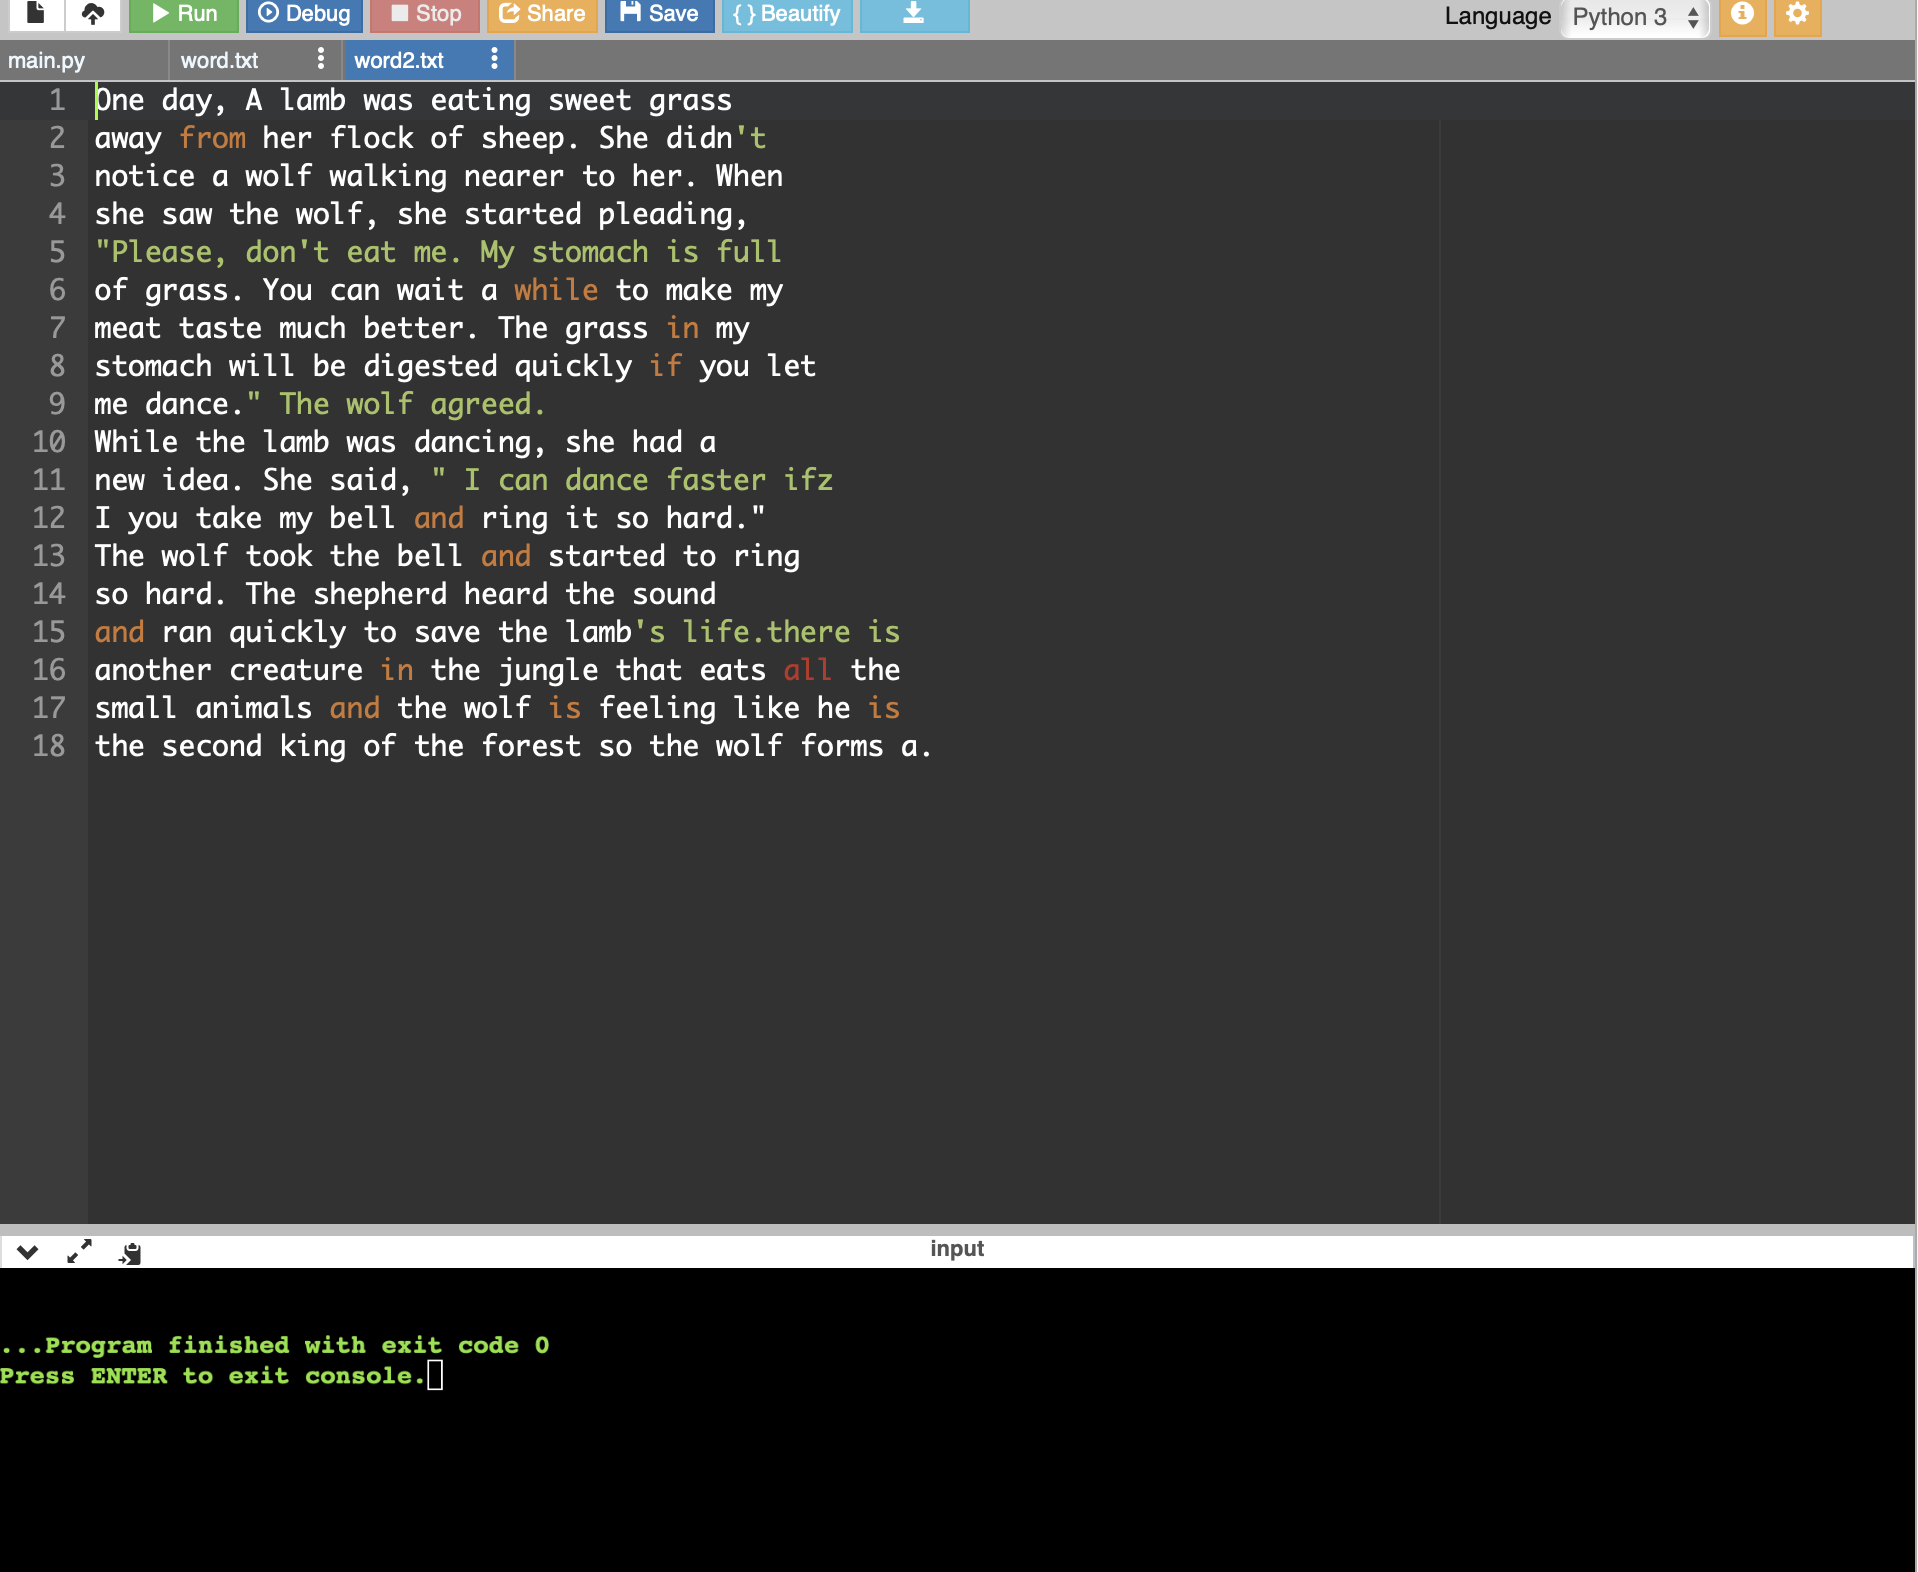 Run Debug Stop Share Save { } Beautify Language Python 3
main.py word.txt word2.txt
1 One day, A lamb was eating sweet grass
2 away from her flock of sheep. She didn't
3 notice a wolf walking nearer to her. When
4 she saw the wolf, she started pleading,
5 "Please, don't eat me. My stomach is full
6 of grass. You can wait a while to make my
7 meat taste much better. The grass in my
8 stomach will be digested quickly if you let
9 me dance." The wolf agreed.
10 While the lamb was dancing, she had a
11 new idea. She said, " I can dance faster ifz
12 I you take my bell and ring it so hard."
13 The wolf took the bell and started to ring
14 so hard. The shepherd heard the sound
15 and ran quickly to save the lamb's life.there is
16 another creature in the jungle that eats all the
17 small animals and the wolf is feeling like he is
18 the second king of the forest so the wolf forms a.
input
...Program finished with exit code 0
Press ENTER to exit console.